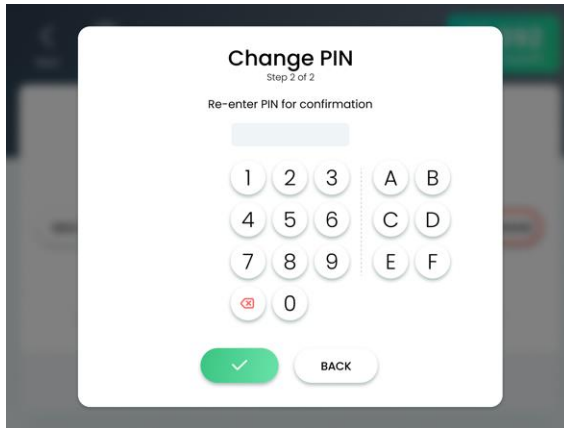 Change PIN
Step 2 of 2
Re-enter PIN for confirmation
1 2 3 A B
4 5 6 C D
7 8 9 E F
0
BACK